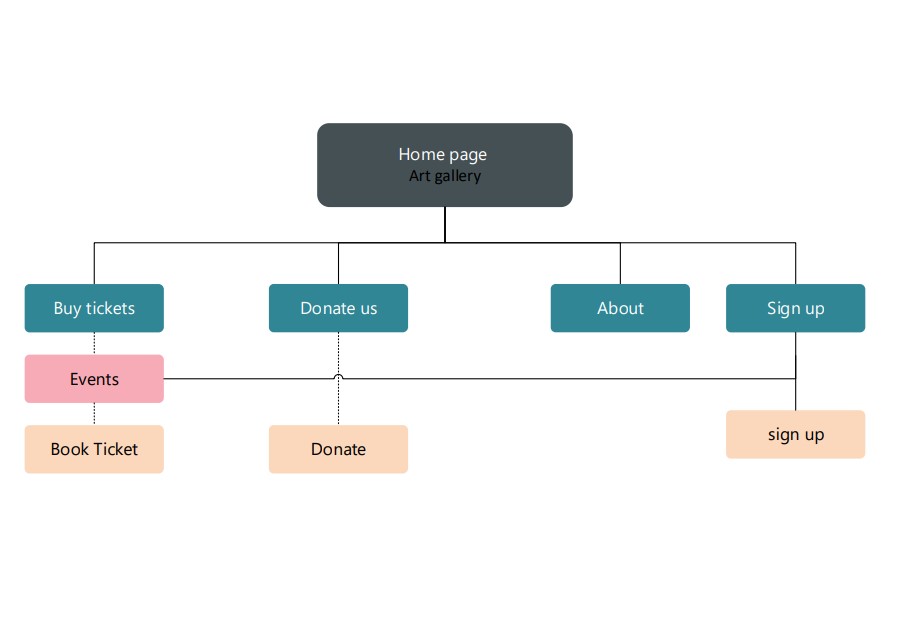 Home page
Art gallery
Buy tickets
Donate us
About
Sign up
Events
Book Ticket
Donate
sign up